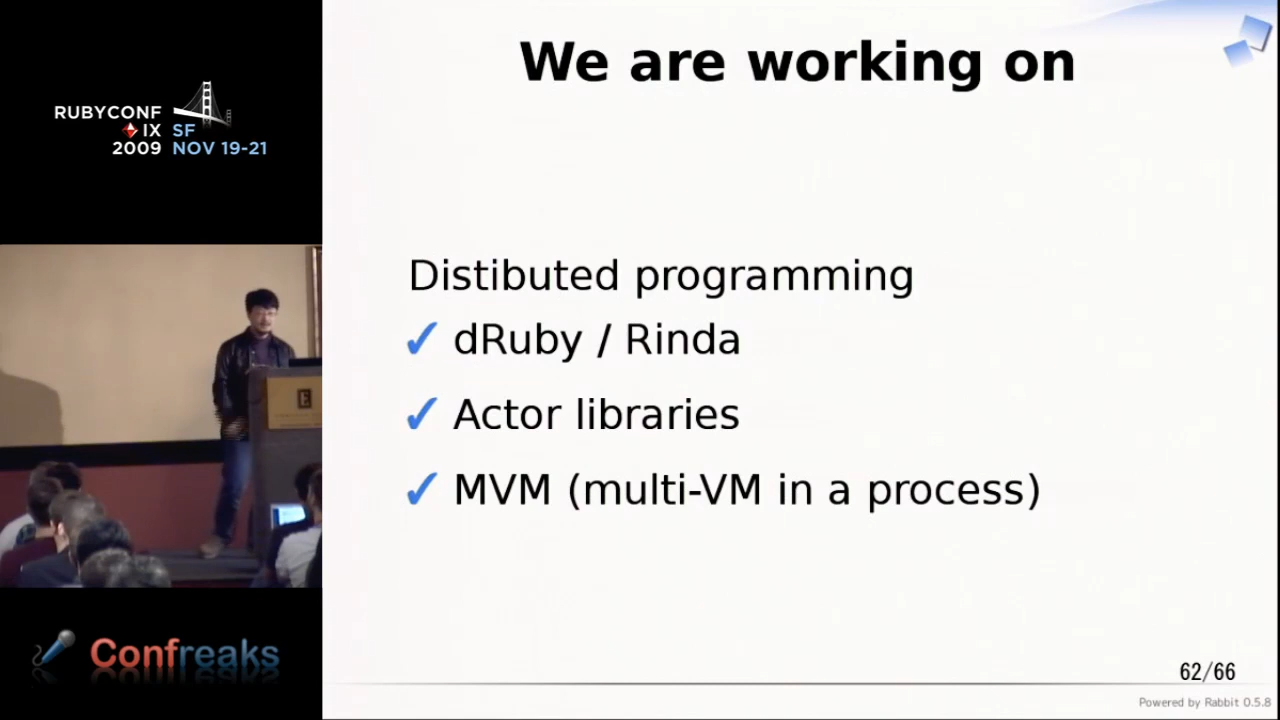 We are working on
RUBYCONF
IX SF
2009 NOV 19-21
Distibuted programming
✓ dRuby / Rinda
✓ Actor libraries
✓ MVM (multi-VM in a process)
E
Confreaks
62/66
Powered by Rabbit 0.5.8